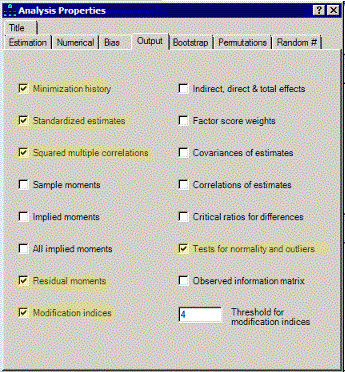 Analysis Properties
Title
Estimation Numerical Bias Output Bootstrap Permutations Random #
Minimization history
Indirect, direct & total effects
Standardized estimates
Factor score weights
Squared multiple correlations
Covariances of estimates
Sample moments
Correlations of estimates
Implied moments
Critical ratios for differences
All implied moments
Tests for normality and outliers
Residual moments
Observed information matrix
Modification indices
4
Threshold for
modification indices